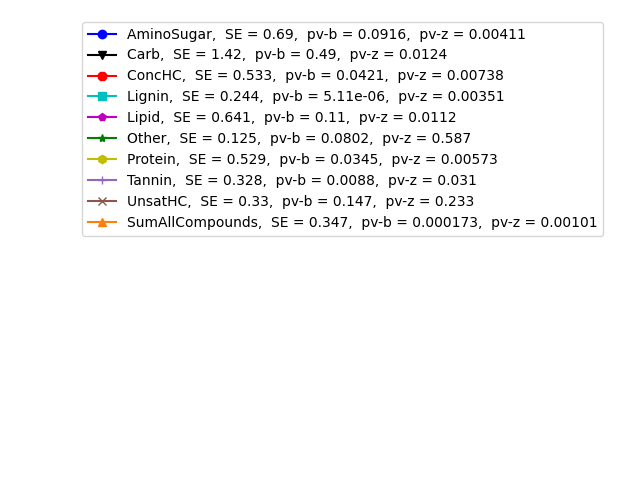 AminoSugar,  SE = 0.69,  pv-b = 0.0916,  pv-z = 0.00411
Carb,  SE = 1.42,  pv-b = 0.49,  pv-z = 0.0124
ConcHC,  SE = 0.533,  pv-b = 0.0421,  pv-z = 0.00738
Lignin,  SE = 0.244,  pv-b = 5.11e-06,  pv-z = 0.00351
Lipid,  SE = 0.641,  pv-b = 0.11,  pv-z = 0.0112
Other,  SE = 0.125,  pv-b = 0.0802,  pv-z = 0.587
Protein,  SE = 0.529,  pv-b = 0.0345,  pv-z = 0.00573
Tannin,  SE = 0.328,  pv-b = 0.0088,  pv-z = 0.031
UnsatHC,  SE = 0.33,  pv-b = 0.147,  pv-z = 0.233
SumAllCompounds,  SE = 0.347,  pv-b = 0.000173,  pv-z = 0.00101